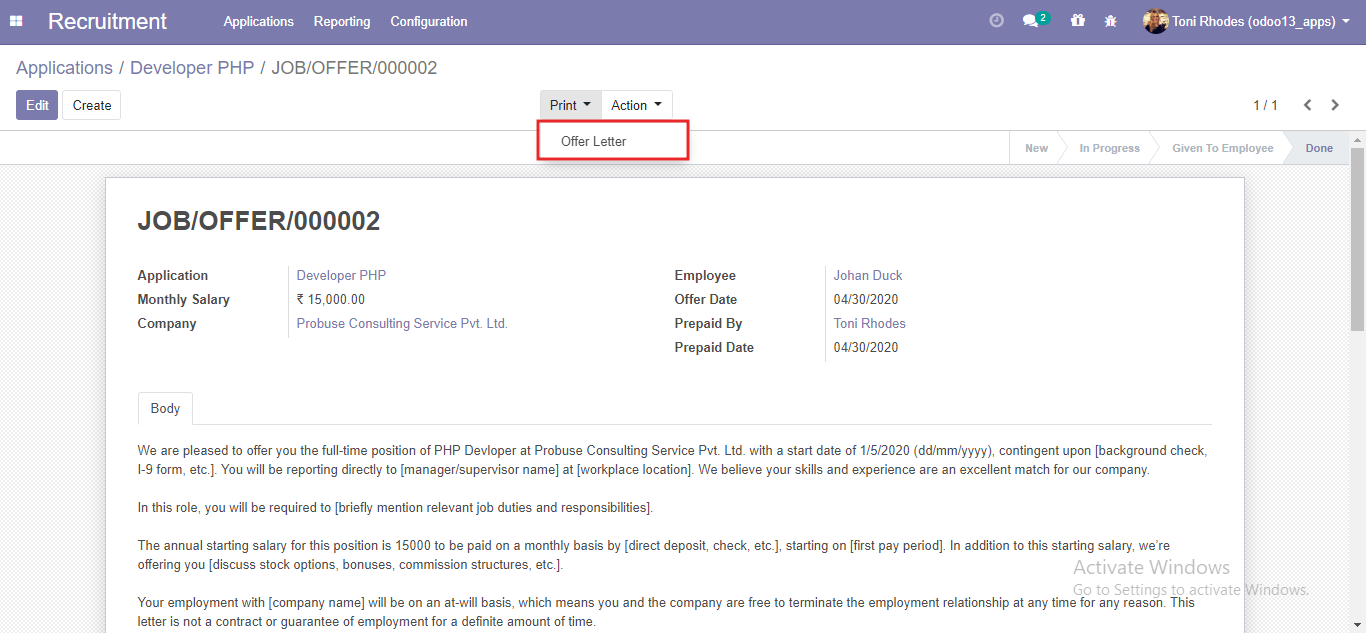 Recruitment Applications Reporting Configuration 2 Toni Rhodes (odoo13_apps)
Applications / Developer PHP / JOB/OFFER/000002
Edit Create Print Action 1 / 1
Offer Letter
New In Progress Given To Employee Done
JOB/OFFER/000002
Application Developer PHP Employee Johan Duck
Monthly Salary ₹ 15,000.00 Offer Date 04/30/2020
Company Probuse Consulting Service Pvt. Ltd. Prepaid By Toni Rhodes
Prepaid Date 04/30/2020
Body
We are pleased to offer you the full-time position of PHP Devloper at Probuse Consulting Service Pvt. Ltd. with a start date of 1/5/2020 (dd/mm/yyyy), contingent upon [background check,
I-9 form, etc.]. You will be reporting directly to [manager/supervisor name] at [workplace location]. We believe your skills and experience are an excellent match for our company.
In this role, you will be required to [briefly mention relevant job duties and responsibilities].
The annual starting salary for this position is 15000 to be paid on a monthly basis by [direct deposit, check, etc.], starting on [first pay period]. In addition to this starting salary, we’re
offering you [discuss stock options, bonuses, commission structures, etc.].
Activate Windows
Go to Settings to activate Windows.
Your employment with [company name] will be on an at-will basis, which means you and the company are free to terminate the employment relationship at any time for any reason. This
letter is not a contract or guarantee of employment for a definite amount of time.